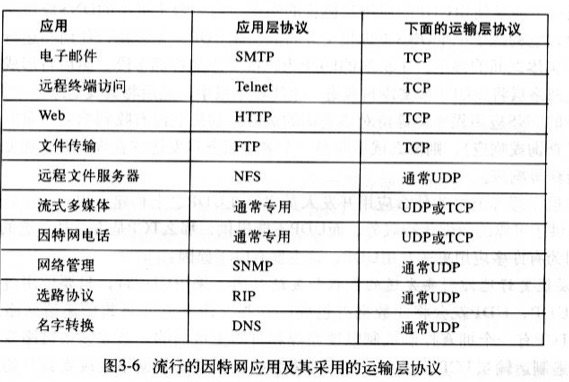 应用 应用层协议 下面的运输层协议
电子邮件 SMTP TCP
远程终端访问 Telnet TCP
Web HTTP TCP
文件传输 FTP TCP
远程文件服务器 NFS 通常UDP
流式多媒体 通常专用 UDP或TCP
因特网电话 通常专用 UDP或TCP
网络管理 SNMP 通常UDP
选路协议 RIP 通常UDP
名字转换 DNS 通常UDP
图3-6 流行的因特网应用及其采用的运输层协议